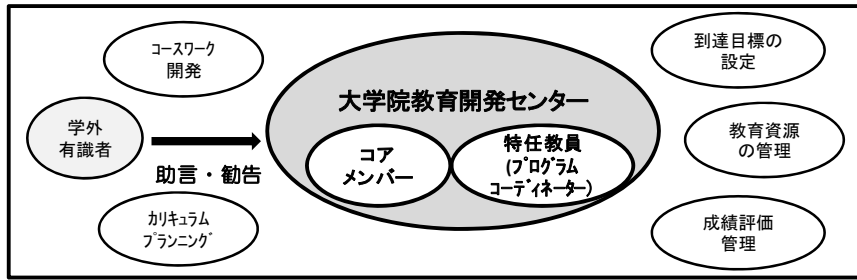 コースワーク
開発
学外
有識者
助言・勧告
カリキュラム
プランニング
大学院教育開発センター
コア
メンバー
特任教員
(プログラム
コーディネーター)
到達目標の
設定
教育資源
の管理
成績評価
管理